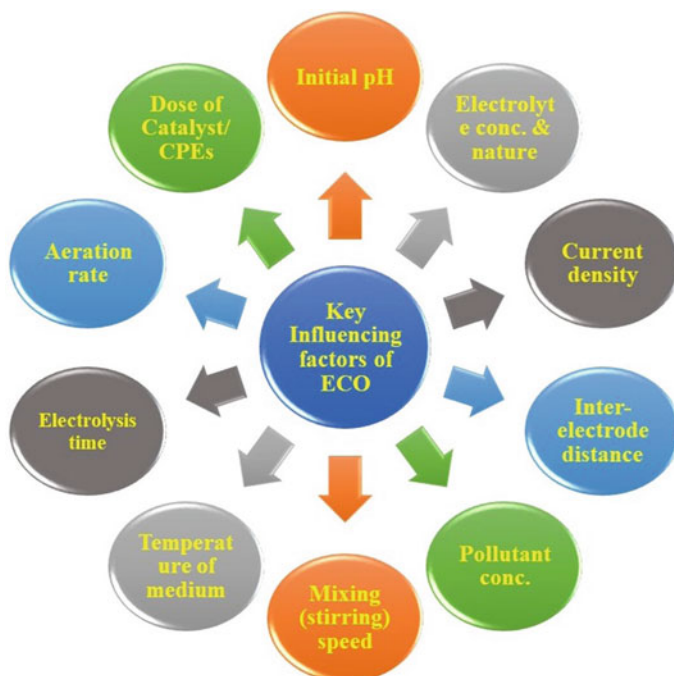 Initial pH
Electrolyt
e conc. &
nature
Current
density
Inter-
electrode
distance
Pollutant
conc.
Mixing
(stirring)
speed
Temperat
ure of
medium
Electrolysis
time
Aeration
rate
Dose of
Catalyst/
CPEs
Key
Influencing
factors of
ECO